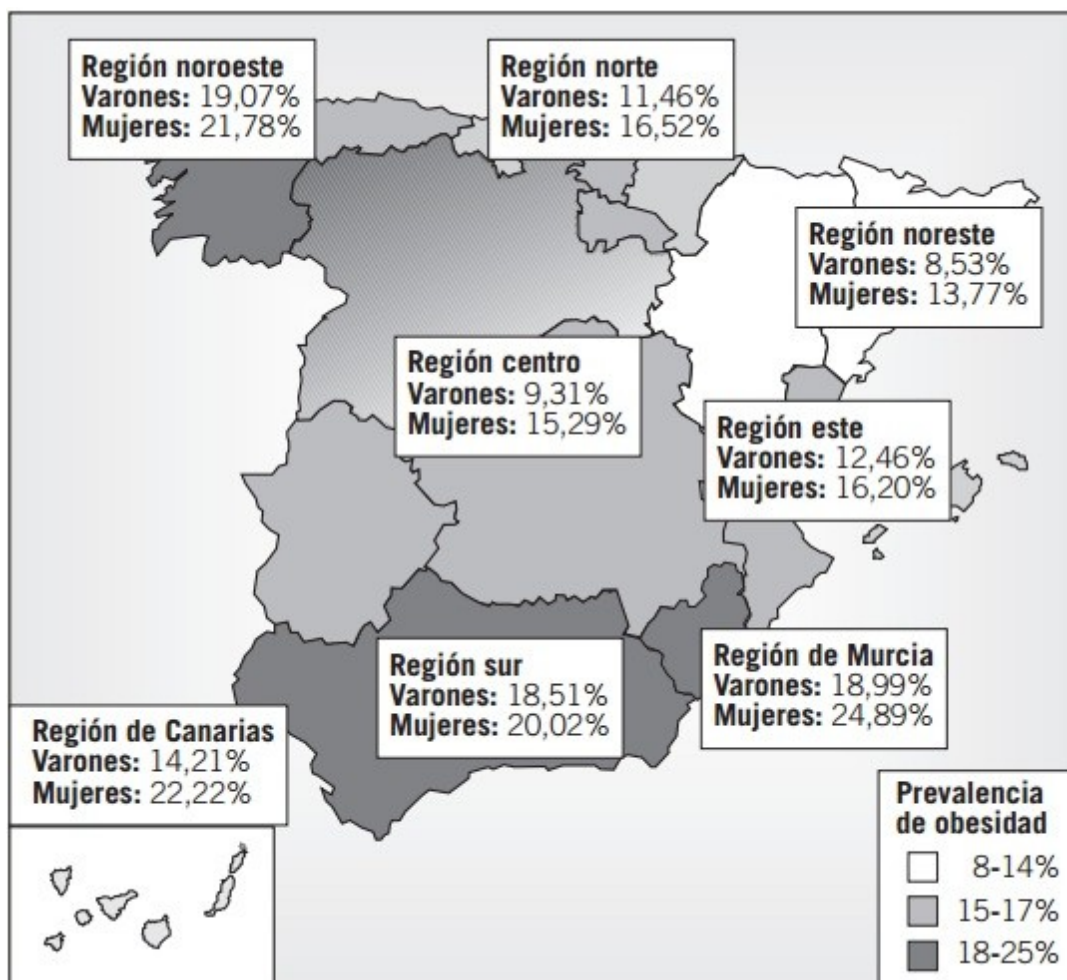 Región noroeste
Varones: 19,07%
Mujeres: 21,78%
Región norte
Varones: 11,46%
Mujeres: 16,52%
Región noreste
Varones: 8,53%
Mujeres: 13,77%
Región centro
Varones: 9,31%
Mujeres: 15,29%
Región este
Varones: 12,46%
Mujeres: 16,20%
Región sur
Varones: 18,51%
Mujeres: 20,02%
Región de Murcia
Varones: 18,99%
Mujeres: 24,89%
Región de Canarias
Varones: 14,21%
Mujeres: 22,22%
Prevalencia
de obesidad
8-14%
15-17%
18-25%